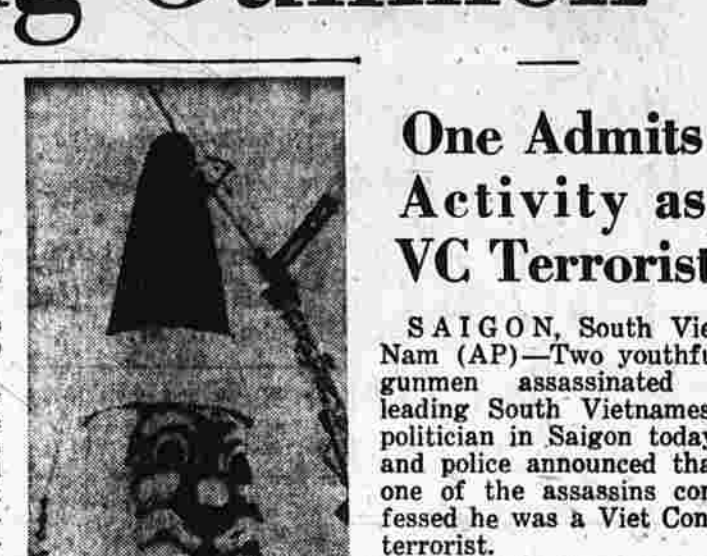 One Admits
Activity as
VC Terrorist
SAIGON, South Vie
Nam (AP)—Two youthfu
gunmen assassinated
leading South Vietnames
politician in Saigon today
and police announced tha
one of the assassins con
fessed he was a Viet Con
terrorist.